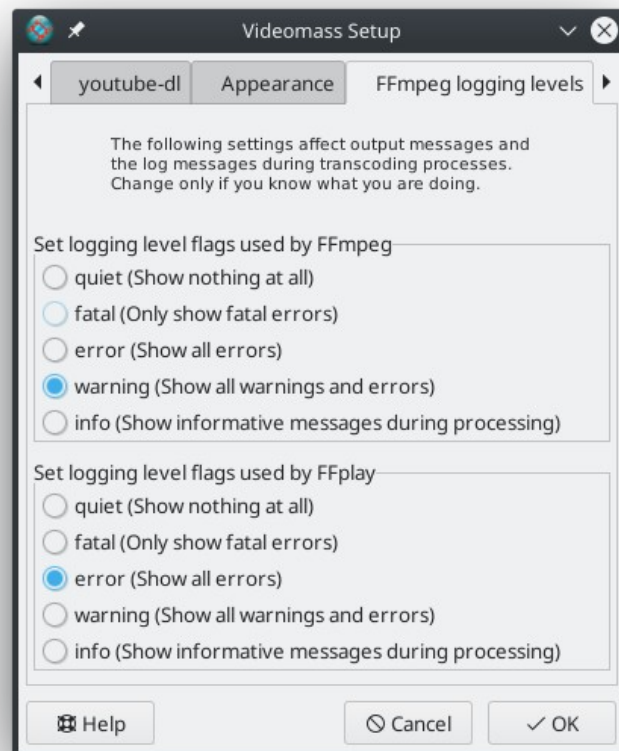 Videomass Setup
youtube-dl
Appearance
FFmpeg logging levels
The following settings affect output messages and
the log messages during transcoding processes.
Change only if you know what you are doing.
Set logging level flags used by FFmpeg
quiet (Show nothing at all)
fatal (Only show fatal errors)
error (Show all errors)
warning (Show all warnings and errors)
info (Show informative messages during processing)
Set logging level flags used by FFplay
quiet (Show nothing at all)
fatal (Only show fatal errors)
error (Show all errors)
warning (Show all warnings and errors)
info (Show informative messages during processing)
Help
Cancel
OK